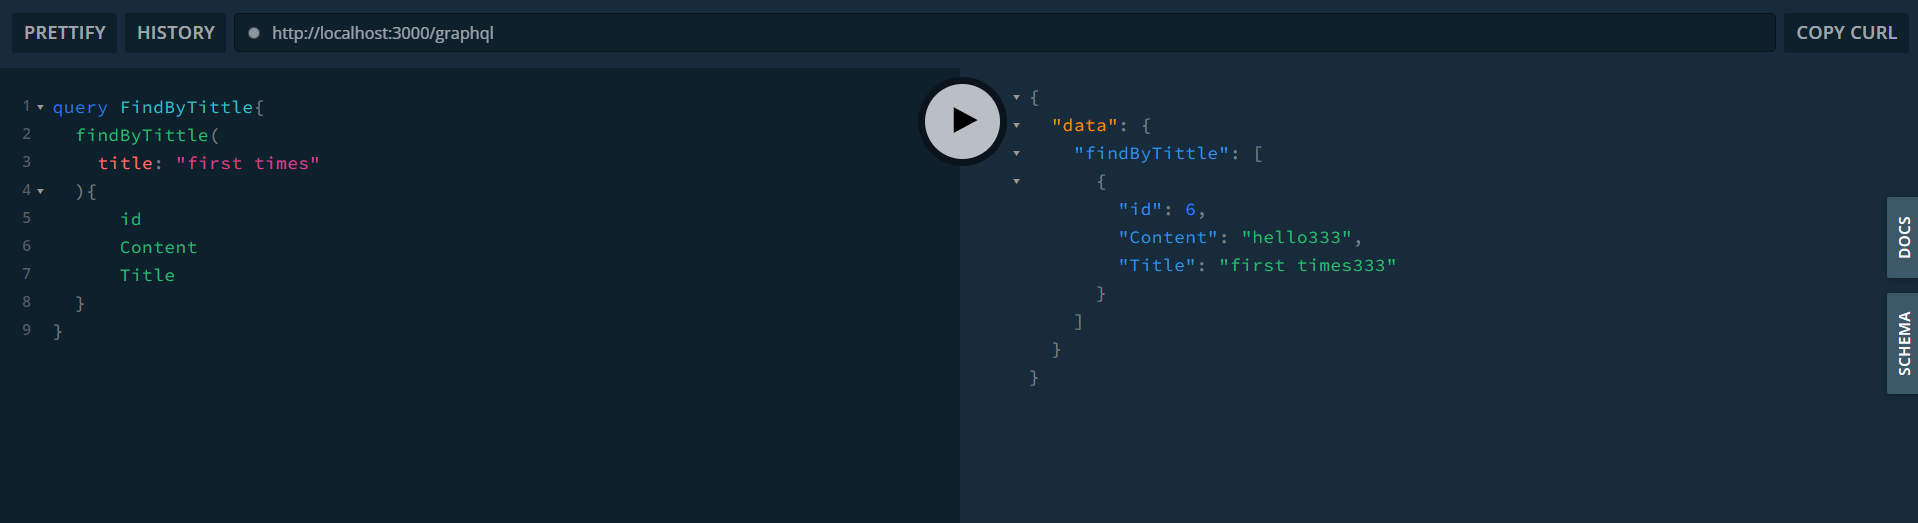 PRETTIFY HISTORY http://localhost:3000/graphql COPY CURL
1 query FindByTittle{
2 findByTittle(
3 title: "first times"
4 ){
5 id
6 Content
7 Title
8 }
9 }
{
"data": {
"findByTittle": [
{
"id": 6,
"Content": "hello333",
"Title": "first times333"
}
]
}
}
DOCS
SCHEMA